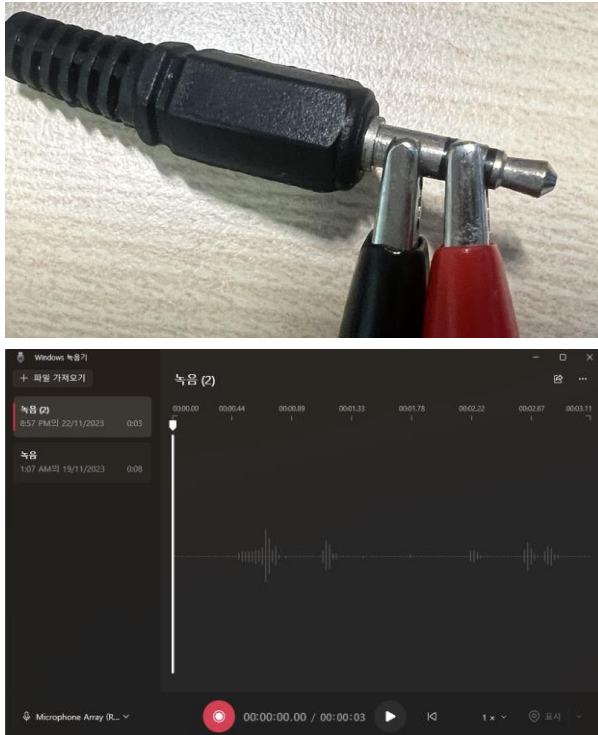 Windows 녹음기
+ 파일 가져오기
녹음 (2)
8:57 PM의 22/11/2023 0:03
녹음
1:07 AM의 19/11/2023 0:08
녹음 (2)
00:00.00 00:00.44 00:00.89 00:01.33 00:01.78 00:02.22 00:02.67 00:03.11
Microphone Array (R...
00:00:00.00 / 00:00:03
1 ×
표시